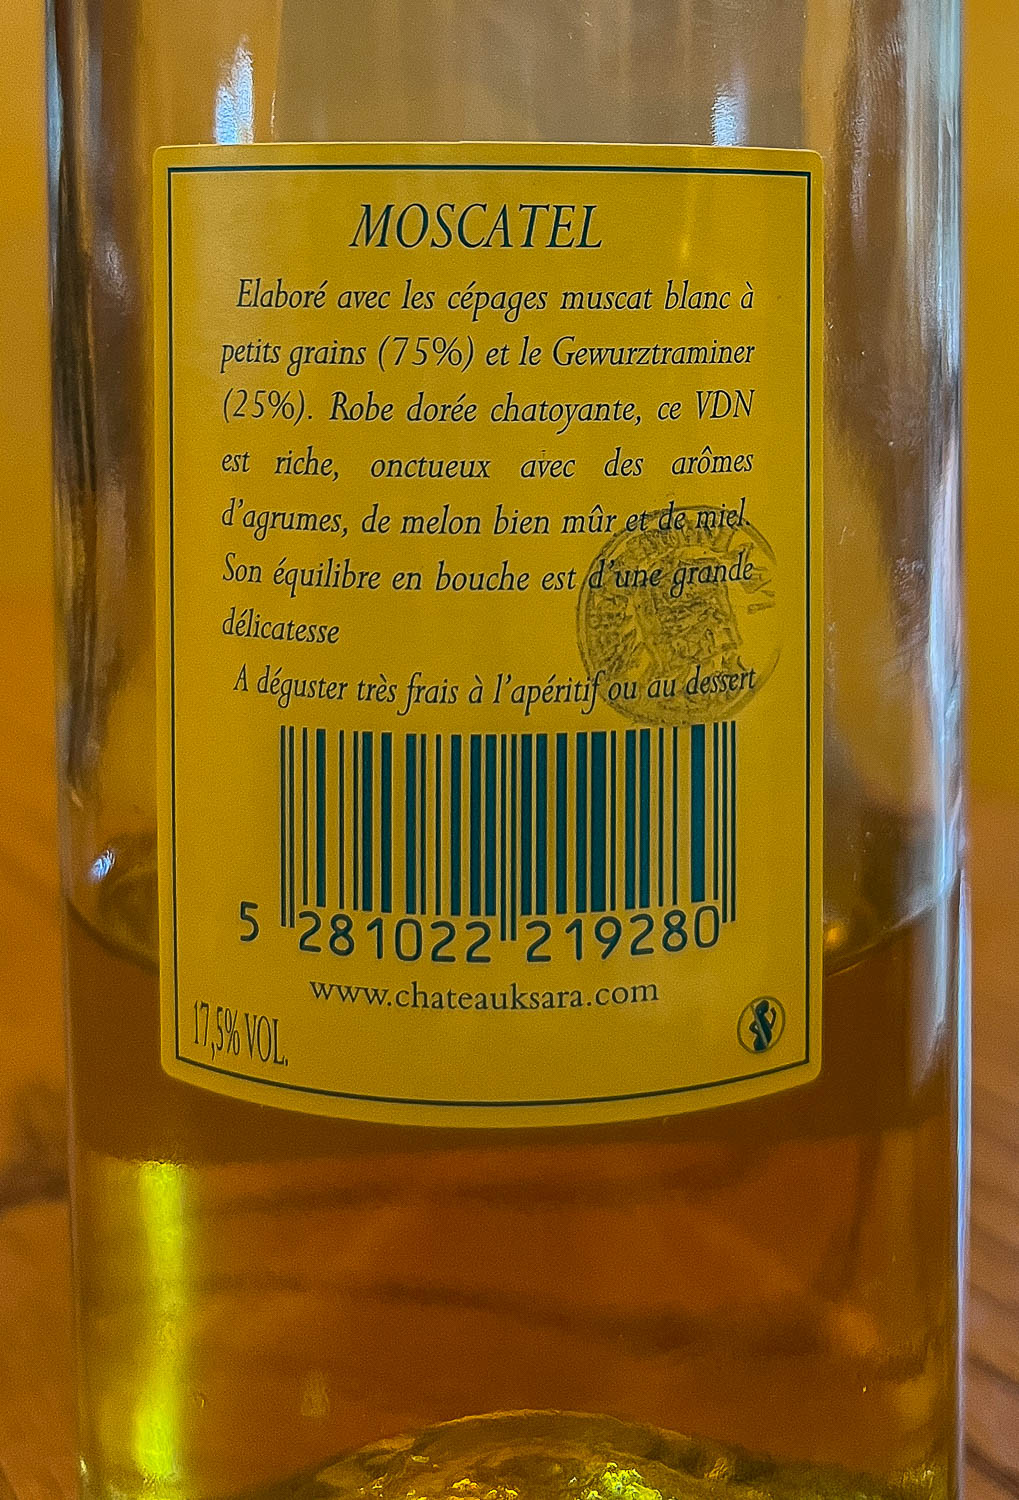 MOSCATEL
Elaboré avec les cépages muscat blanc à
petits grains (75%) et le Gewurztraminer
(25%). Robe dorée chatoyante, ce VDN
est riche, onctueux avec des arômes
d'agrumes, de melon bien mûr et de miel.
Son équilibre en bouche est d'une grande
délicatesse
A déguster très frais à l'apéritif ou au dessert
5 281022 219280
www.chateauksara.com
17,5% VOL.